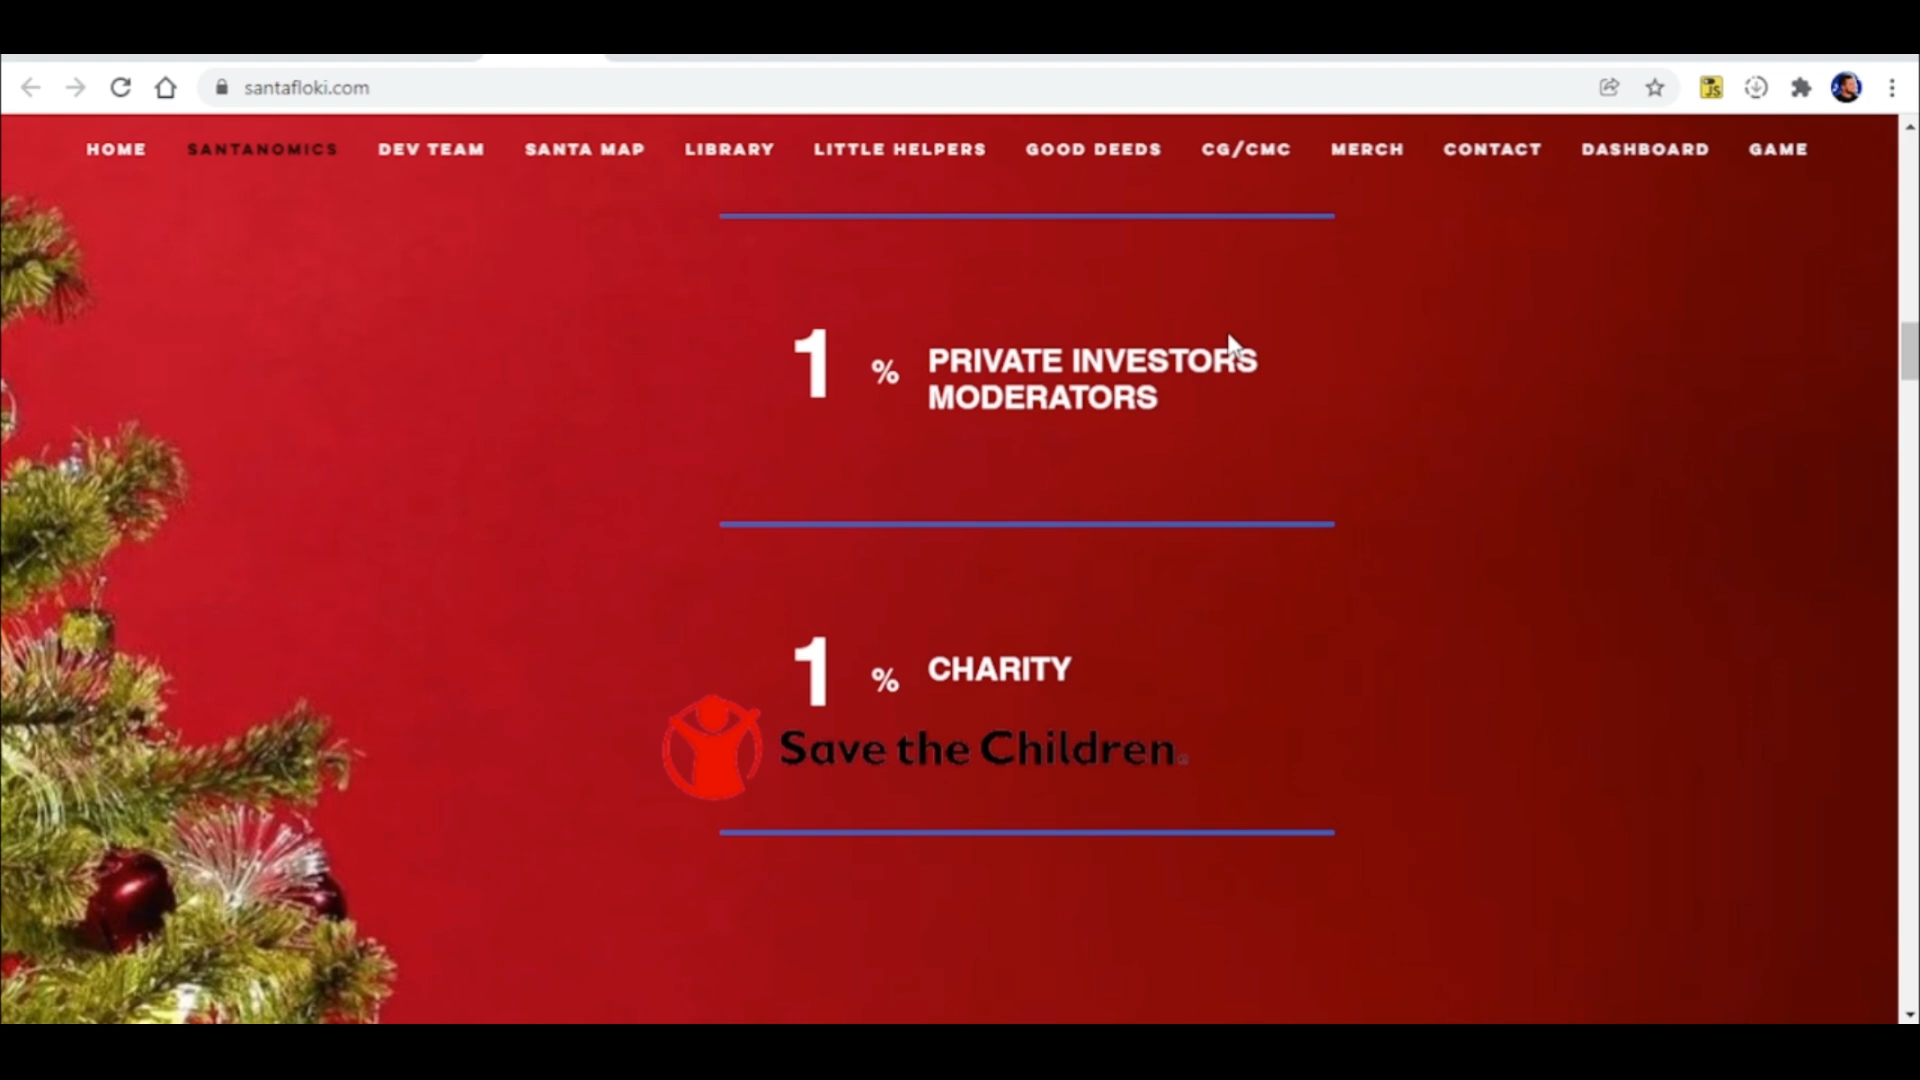 santafloki.com
JS
HOME SANTANOMICS DEV TEAM SANTA MAP LIBRARY LITTLE HELPERS GOOD DEEDS CG/CMC MERCH CONTACT DASHBOARD GAME
1 % PRIVATE INVESTORS
MODERATORS
1 % CHARITY
Save the Children®